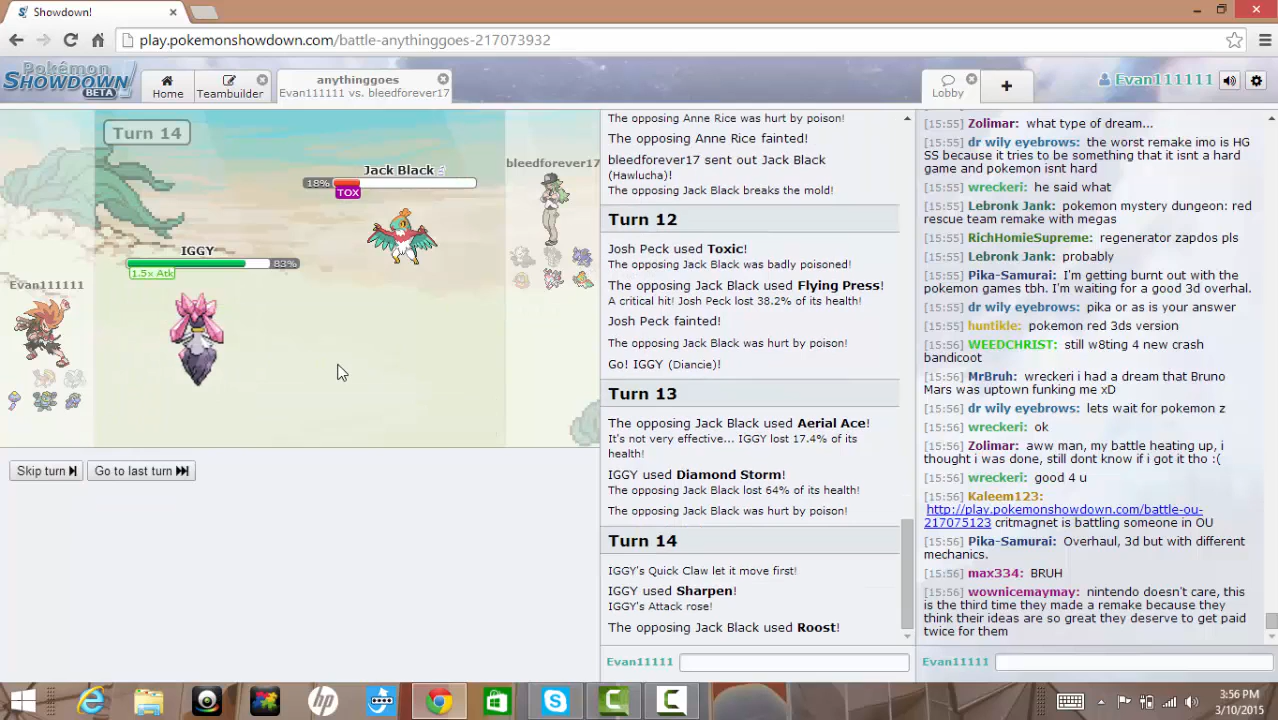 Showdown!
play.pokemonshowdown.com/battle-anythinggoes-217073932
Pokémon
SHOWDOWN
BETA
Home
Teambuilder
anythinggoes
Evan111111 vs. bleedforever17
Lobby
Evan111111
Turn 14
Jack Black
18%
TOX
bleedforever17
IGGY
83%
1.5x Atk
Evan111111
Skip turn
Go to last turn
The opposing Anne Rice was hurt by poison!
The opposing Anne Rice fainted!
bleedforever17 sent out Jack Black
(Hawlucha)!
The opposing Jack Black breaks the mold!
Turn 12
Josh Peck used Toxic!
The opposing Jack Black was badly poisoned!
The opposing Jack Black used Flying Press!
A critical hit! Josh Peck lost 38.2% of its
health!
Josh Peck fainted!
The opposing Jack Black was hurt by poison!
Go! IGGY (Diancie)!
Turn 13
The opposing Jack Black used Aerial Ace!
It's not very effective... IGGY lost 17.4% of its
health!
IGGY used Diamond Storm!
The opposing Jack Black lost 64% of its health!
The opposing Jack Black was hurt by poison!
Turn 14
IGGY's Quick Claw let it move first!
IGGY used Sharpen!
IGGY's Attack rose!
The opposing Jack Black used Roost!
Evan11111
[15:55] Zolimar: what type of dream...
[15:55] dr wily eyebrows: the worst remake imo is HG
SS because it tries to be something that it isnt a hard
game and pokemon isnt hard
[15:55] wreckeri: he said what
[15:55] Lebronk Jank: pokemon mystery dungeon: red
rescue team remake with megas
[15:55] RichHomieSupreme: regenerator zapdos pls
[15:55] Lebronk Jank: probably
[15:55] Pika-Samurai: I'm getting burnt out with the
pokemon games tbh. I'm waiting for a good 3d overhal.
[15:55] dr wily eyebrows: pika or as is your answer
[15:55] huntikle: pokemon red 3ds version
[15:56] WEEDCHRIST: still w8ting 4 new crash
bandicoot
[15:56] MrBruh: wreckeri i had a dream that Bruno
Mars was uptown funking me xD
[15:56] dr wily eyebrows: lets wait for pokemon z
[15:56] wreckeri: ok
[15:56] Zolimar: aww man, my battle heating up, i
thought i was done, still dont know if i got it tho :(
[15:56] wreckeri: good 4 u
[15:56] Kaleem123:
http://play.pokemonshowdown.com/battle-ou-
217075123 critmagnet is battling someone in OU
[15:56] Pika-Samurai: Overhaul, 3d but with different
mechanics.
[15:56] max334: BRUH
[15:56] wownicemaymay: nintendo doesn't care, this
is the third time they made a remake because they
think their ideas are so great they deserve to get paid
twice for them
Evan11111
3:56 PM
3/10/2015